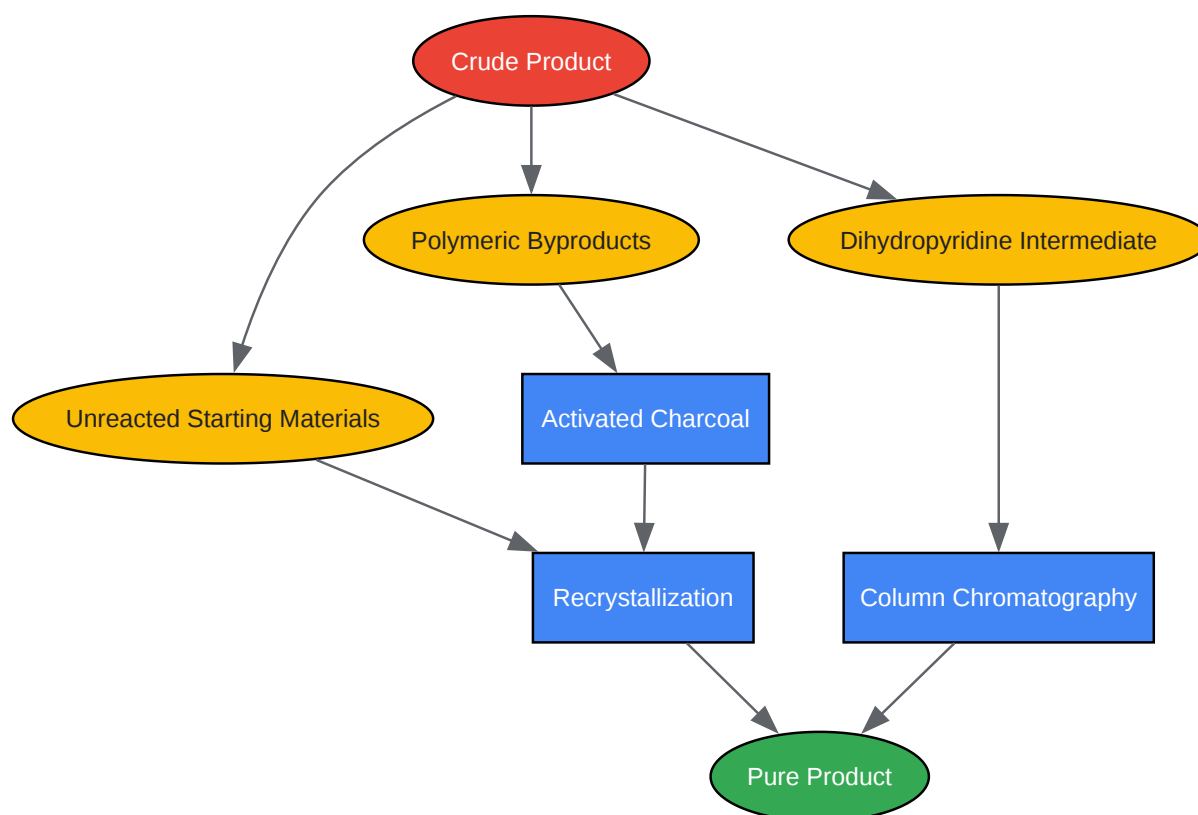 Crude Product
Polymeric Byproducts
Dihydropyridine Intermediate
Unreacted Starting Materials
Activated Charcoal
Recrystallization
Column Chromatography
Pure Product